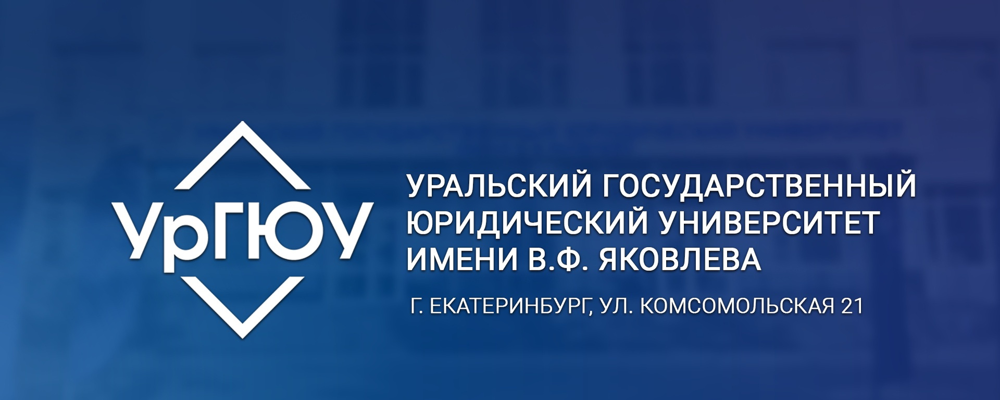 УрГЮУ
УРАЛЬСКИЙ ГОСУДАРСТВЕННЫЙ
ЮРИДИЧЕСКИЙ УНИВЕРСИТЕТ
ИМЕНИ В.Ф. ЯКОВЛЕВА
Г. ЕКАТЕРИНБУРГ, УЛ. КОМСОМОЛЬСКАЯ 21